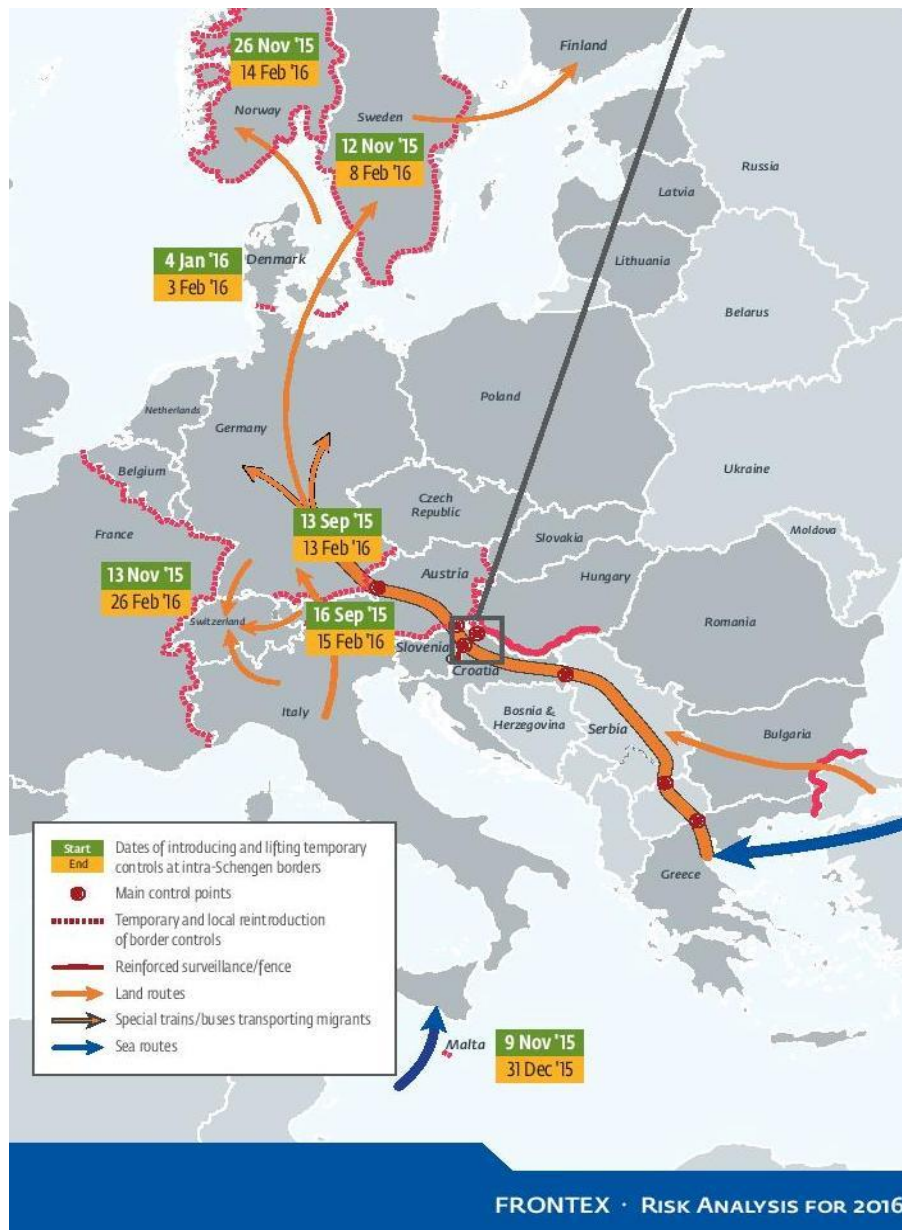 26 Nov '15
14 Feb '16
Finland
Norway
Sweden
12 Nov '15
8 Feb '16
Russia
Latvia
4 Jan '16
3 Feb '16
Denmark
Lithuania
Belarus
Netherlands
Germany
Poland
Belgium
Ukraine
Czech
Republic
France
13 Sep '15
13 Feb '16
Slovakia
Moldova
Austria
Hungary
13 Nov '15
26 Feb '16
Switzerland
16 Sep '15
15 Feb '16
Romania
Slovenia
Croatia
Italy
Bosnia &
Herzegovina
Serbia
Bulgaria
Greece
Start
End
Dates of introducing and lifting temporary
controls at intra-Schengen borders
Main control points
Temporary and local reintroduction
of border controls
Reinforced surveillance/fence
Land routes
Special trains/buses transporting migrants
Sea routes
Malta
9 Nov '15
31 Dec '15
FRONTEX · RISK ANALYSIS FOR 2016